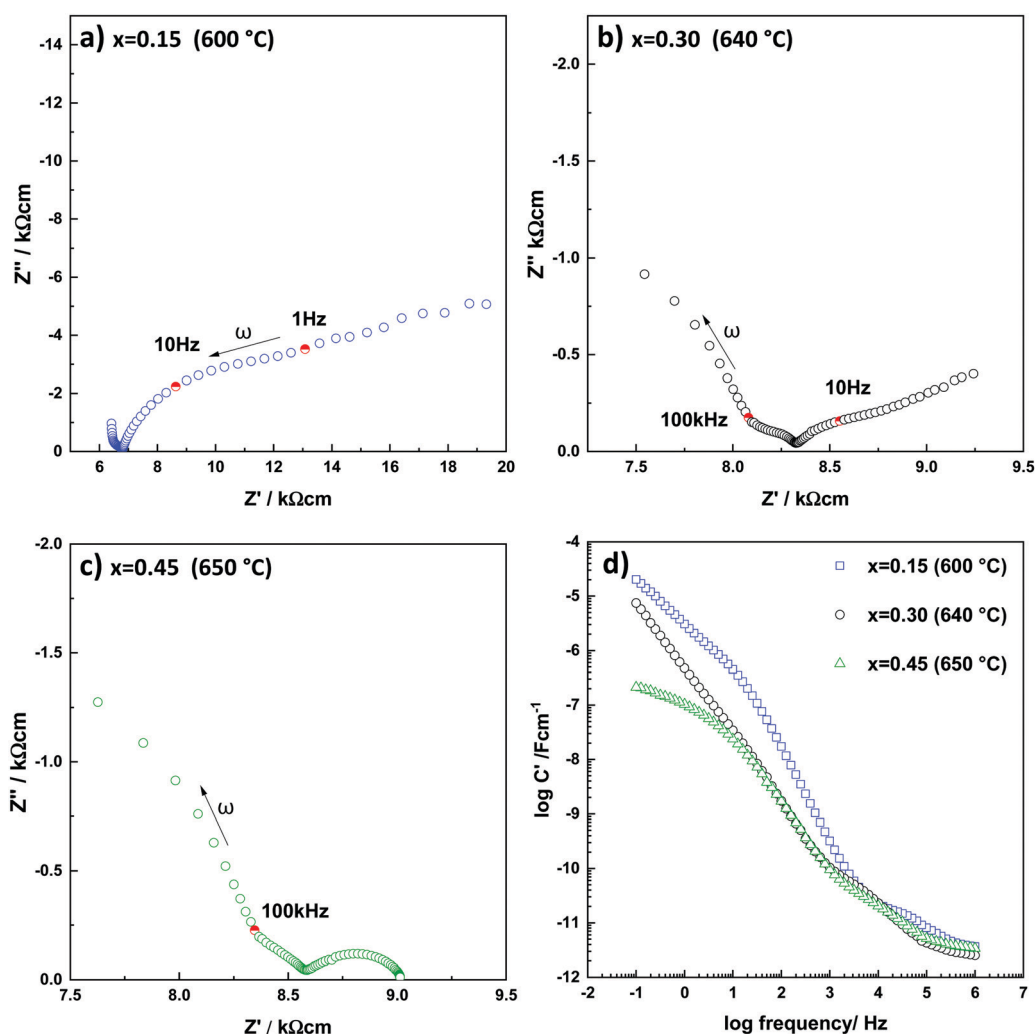 a) x=0.15 (600 °C)
-14
-12
-10
-8
-6
-4
-2
0
Z'' / kΩcm
10Hz
ω
1Hz
6 8 10 12 14 16 18 20
Z' / kΩcm
b) x=0.30 (640 °C)
-2.0
-1.5
-1.0
-0.5
0.0
Z'' kΩcm
ω
100kHz
10Hz
7.5 8.0 8.5 9.0 9.5
Z' / kΩcm
c) x=0.45 (650 °C)
-2.0
-1.5
-1.0
-0.5
0.0
Z'' / kΩcm
ω
100kHz
7.5 8.0 8.5 9.0 9.5
Z' / kΩcm
d)
x=0.15 (600 °C)
x=0.30 (640 °C)
x=0.45 (650 °C)
-4
-5
-6
-7
-8
-9
-10
-11
-12
log C' /Fcm⁻¹
-2 -1 0 1 2 3 4 5 6 7
log frequency/ Hz